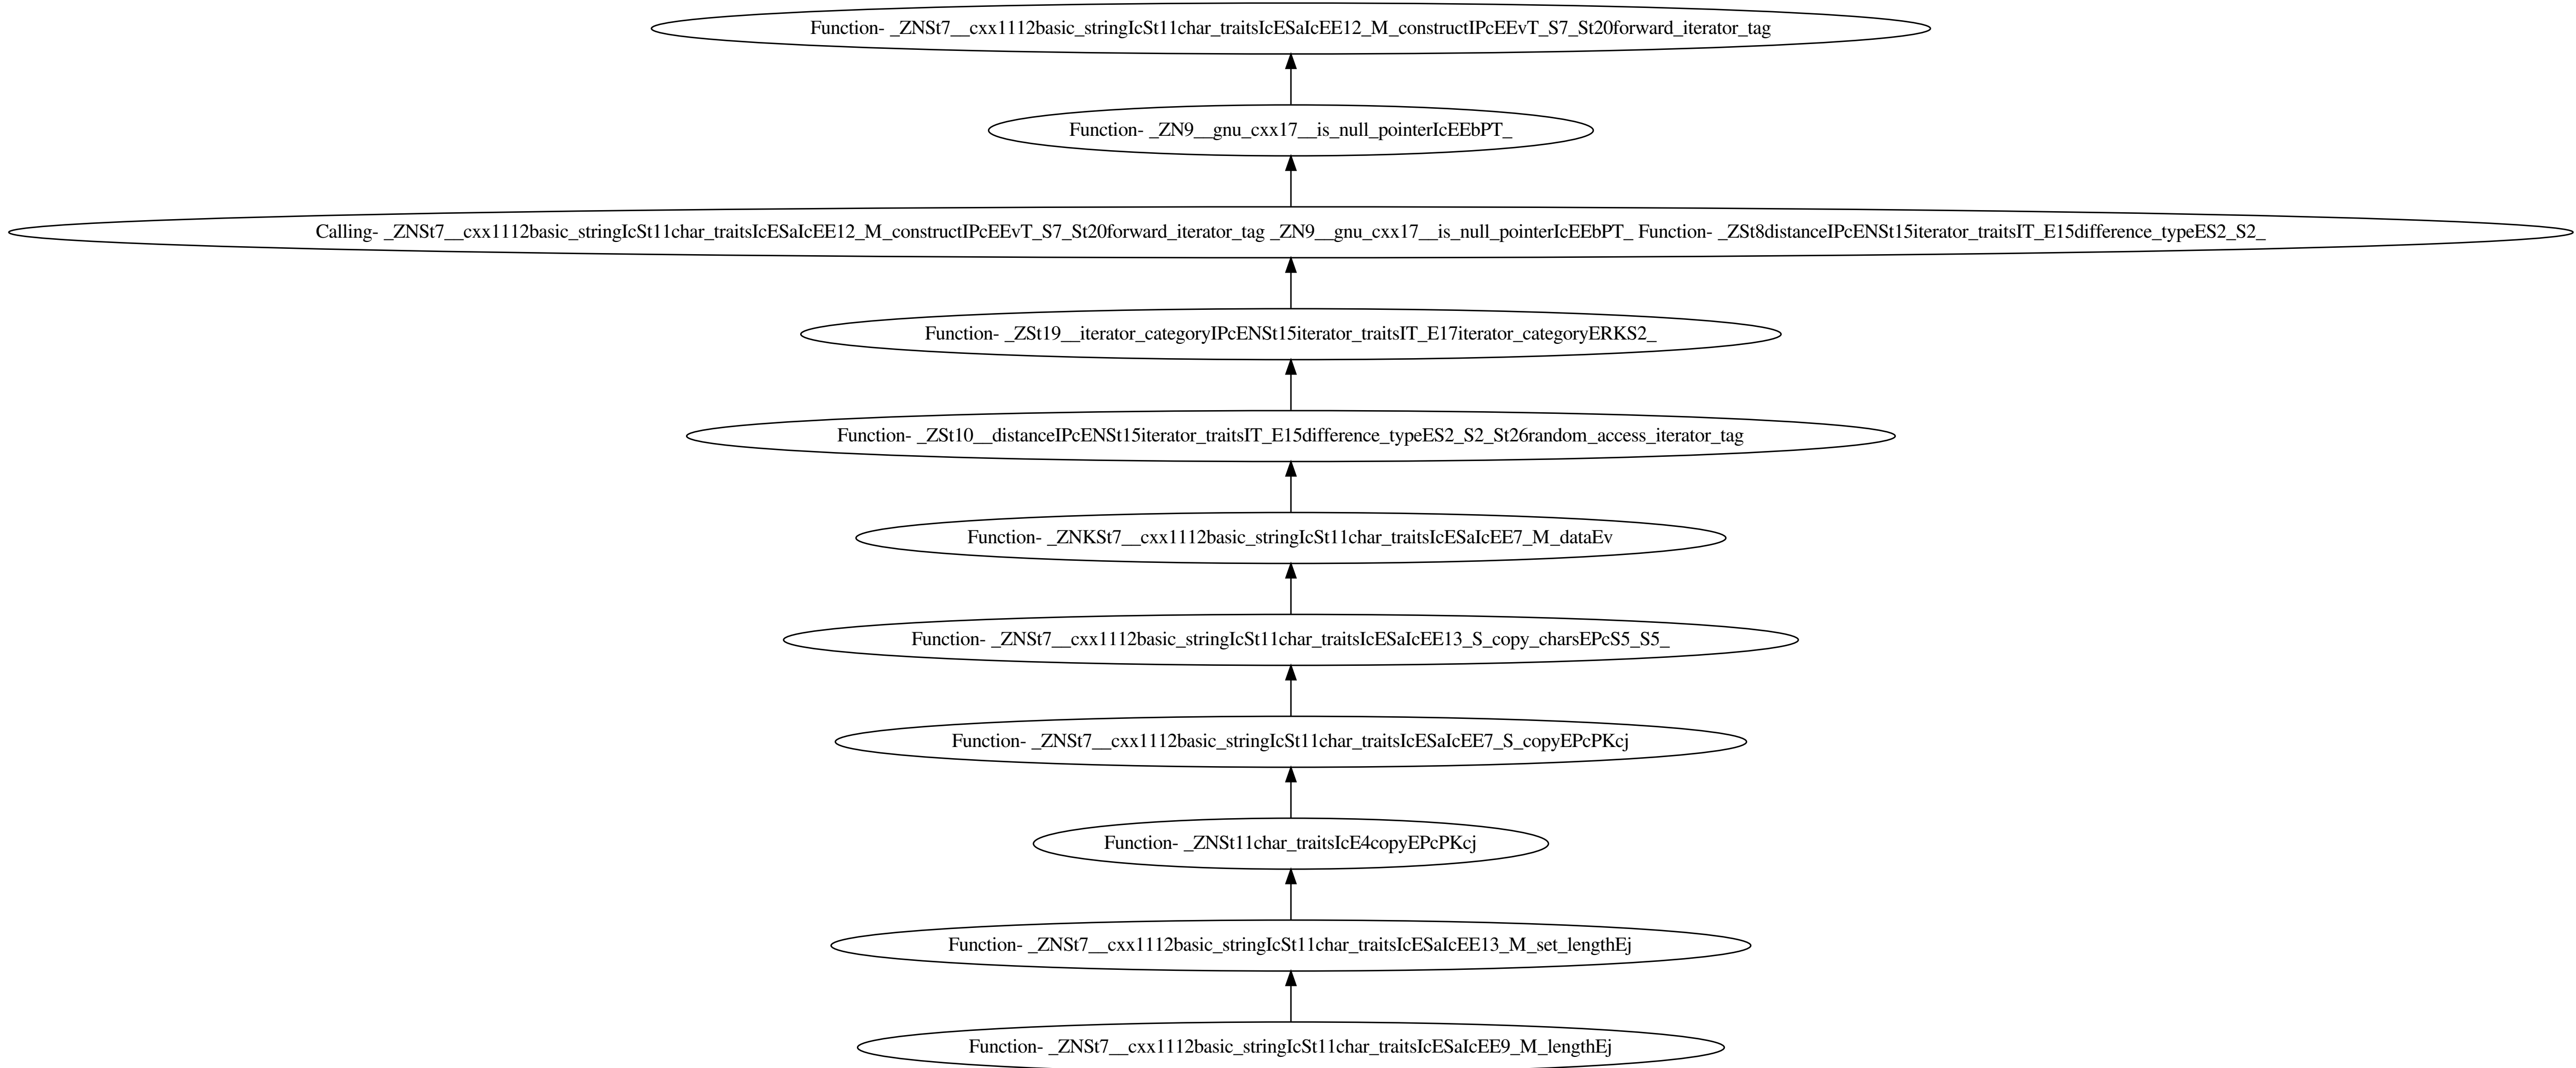 Function- _ZNSt7__cxx1112basic_stringIcSt11char_traitsIcESaIcEE12_M_constructIPcEEvT_S7_St20forward_iterator_tag
Function- _ZN9__gnu_cxx17__is_null_pointerIcEEbPT_
Calling- _ZNSt7__cxx1112basic_stringIcSt11char_traitsIcESaIcEE12_M_constructIPcEEvT_S7_St20forward_iterator_tag _ZN9__gnu_cxx17__is_null_pointerIcEEbPT_ Function- _ZSt8distanceIPcENSt15iterator_traitsIT_E15difference_typeES2_S2_
Function- _ZSt19__iterator_categoryIPcENSt15iterator_traitsIT_E17iterator_categoryERKS2_
Function- _ZSt10__distanceIPcENSt15iterator_traitsIT_E15difference_typeES2_S2_St26random_access_iterator_tag
Function- _ZNKSt7__cxx1112basic_stringIcSt11char_traitsIcESaIcEE7_M_dataEv
Function- _ZNSt7__cxx1112basic_stringIcSt11char_traitsIcESaIcEE13_S_copy_charsEPcS5_S5_
Function- _ZNSt7__cxx1112basic_stringIcSt11char_traitsIcESaIcEE7_S_copyEPcPKcj
Function- _ZNSt11char_traitsIcE4copyEPcPKcj
Function- _ZNSt7__cxx1112basic_stringIcSt11char_traitsIcESaIcEE13_M_set_lengthEj
Function- _ZNSt7__cxx1112basic_stringIcSt11char_traitsIcESaIcEE9_M_lengthEj